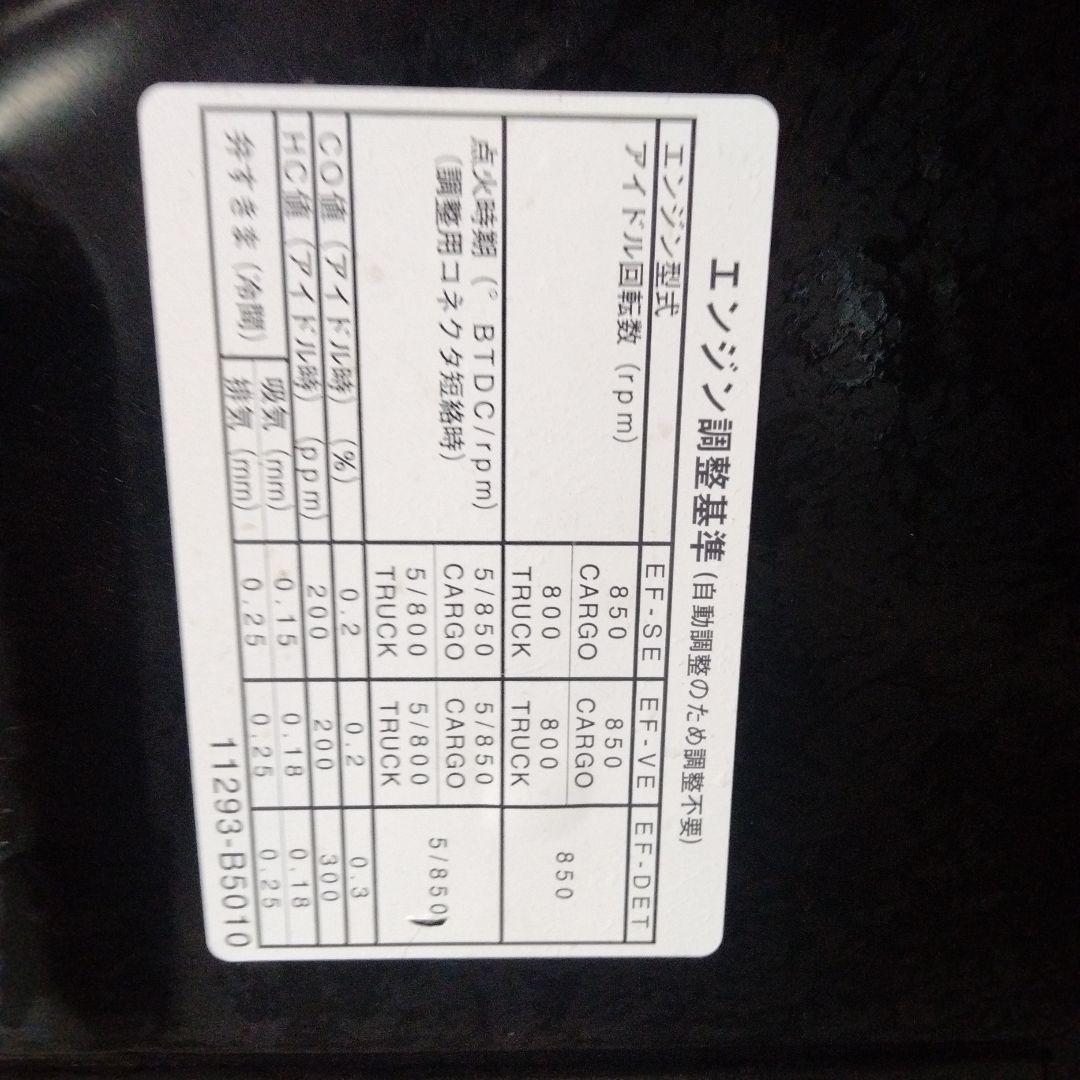 エンジン調整基準(自動調整のため調整不要)
エンジン型式 EF-SE EF-VE EF-DET
アイドル回転数(rpm) 850 CARGO 850 CARGO 850
800 TRUCK 800 TRUCK
点火時期(°BTDC/rpm) 5/850 CARGO 5/850 CARGO 5/850
(調整用コネクタ短絡時) 5/800 TRUCK 5/800 TRUCK
CO値(アイドル時)(%) 0.2 0.2 0.3
HC値(アイドル時)(ppm) 200 200 300
弁すきま(冷間) 吸気(mm) 0.15 0.18 0.18
排気(mm) 0.25 0.25 0.25
11293-B5010